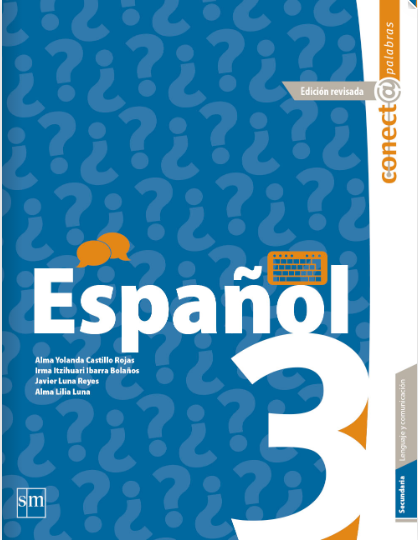 conect@
palabras
Edición revisada
Español
3
Alma Yolanda Castillo Rojas
Irma Itzihuari Ibarra Bolaños
Javier Luna Reyes
Alma Lilia Luna
Secundaria
Lenguaje y comunicación
sm